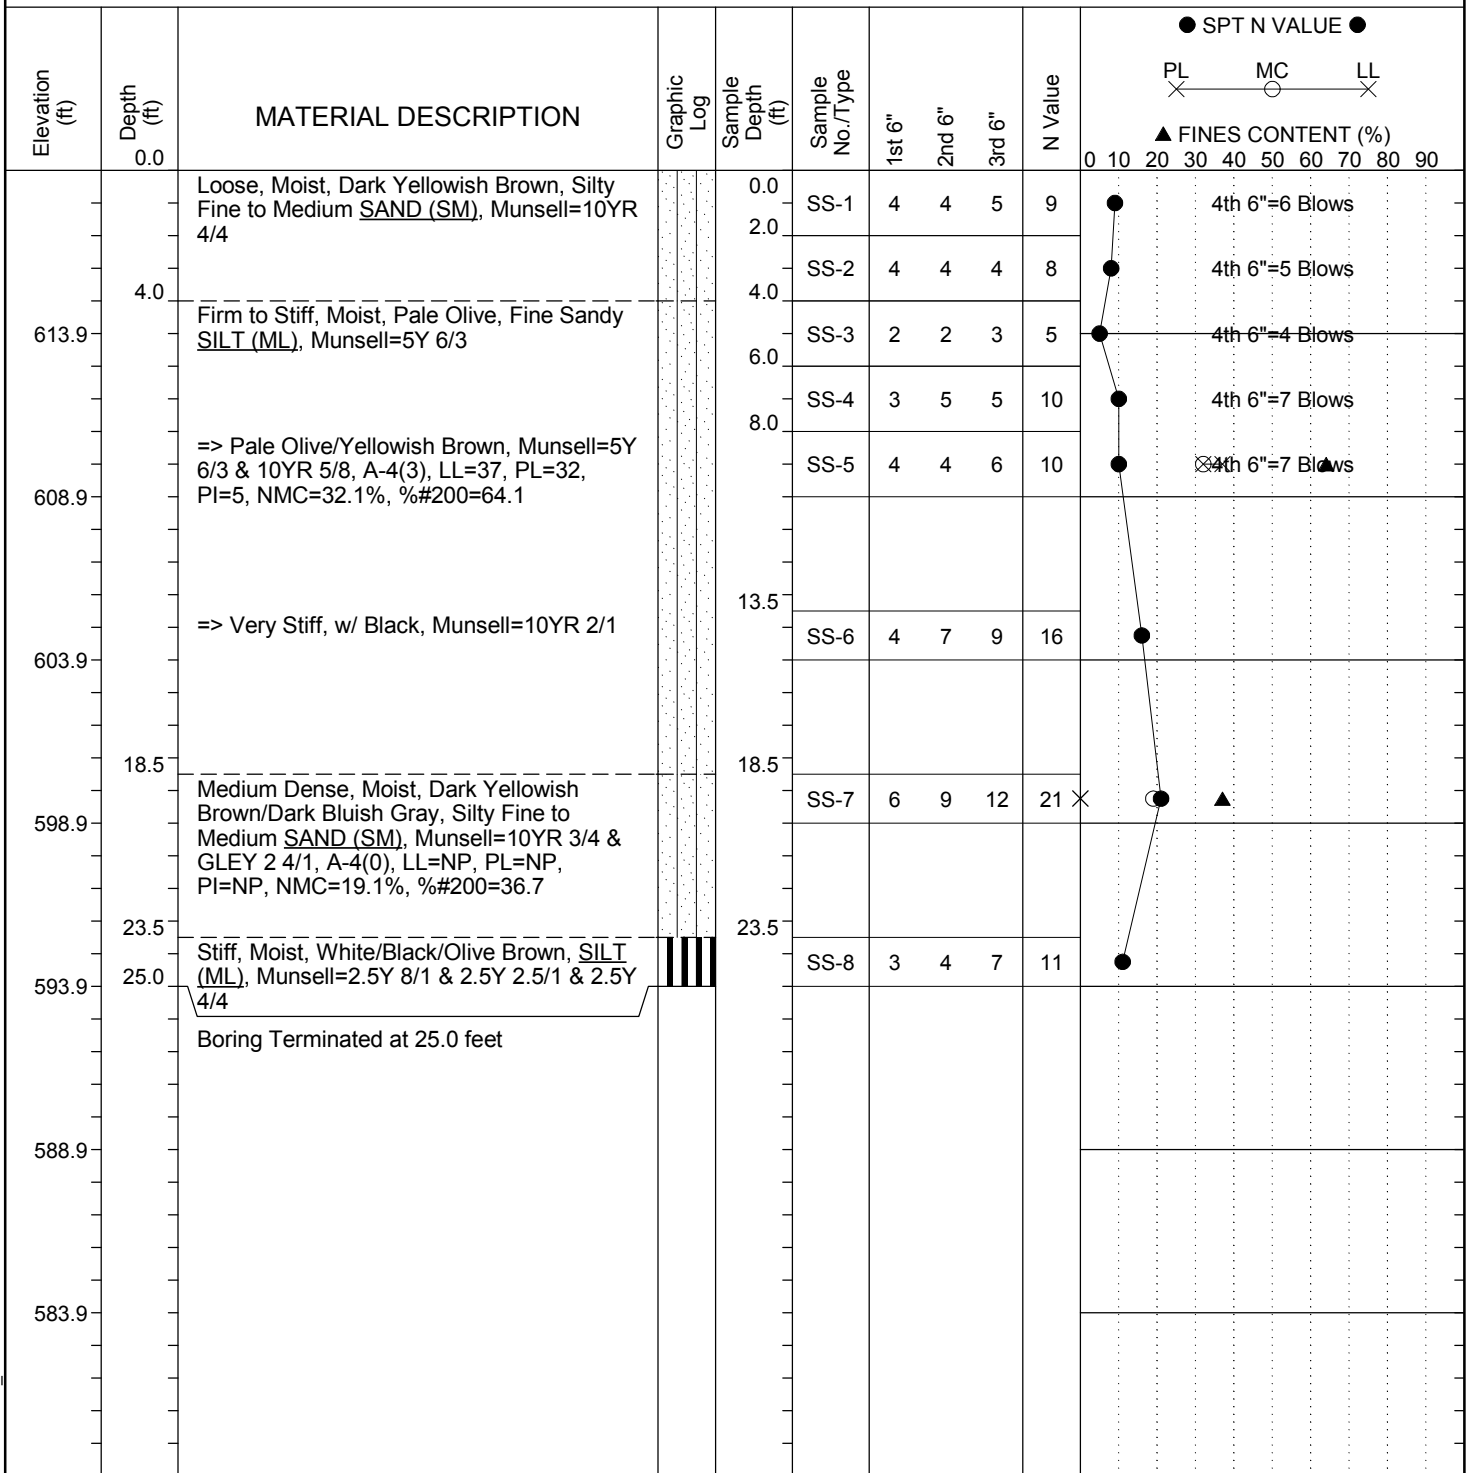 ● SPT N VALUE ●
PL MC LL
▲ FINES CONTENT (%)
0 10 20 30 40 50 60 70 80 90
Elevation
(ft)
Depth
(ft)
0.0
MATERIAL DESCRIPTION
Graphic
Log
Sample
Depth
(ft)
Sample
No./Type
1st 6"
2nd 6"
3rd 6"
N Value
Loose, Moist, Dark Yellowish Brown, Silty
Fine to Medium SAND (SM), Munsell=10YR
4/4
0.0
SS-1 4 4 5 9 4th 6"=6 Blows
2.0
SS-2 4 4 4 8 4th 6"=5 Blows
4.0
4.0
Firm to Stiff, Moist, Pale Olive, Fine Sandy
SILT (ML), Munsell=5Y 6/3
613.9
SS-3 2 2 3 5 4th 6"=4 Blows
6.0
SS-4 3 5 5 10 4th 6"=7 Blows
8.0
=> Pale Olive/Yellowish Brown, Munsell=5Y
6/3 & 10YR 5/8, A-4(3), LL=37, PL=32,
PI=5, NMC=32.1%, %#200=64.1
SS-5 4 4 6 10 4th 6"=7 Blows
608.9
13.5
=> Very Stiff, w/ Black, Munsell=10YR 2/1
SS-6 4 7 9 16
603.9
18.5
18.5
Medium Dense, Moist, Dark Yellowish
Brown/Dark Bluish Gray, Silty Fine to
Medium SAND (SM), Munsell=10YR 3/4 &
GLEY 2 4/1, A-4(0), LL=NP, PL=NP,
PI=NP, NMC=19.1%, %#200=36.7
SS-7 6 9 12 21
598.9
23.5
23.5
Stiff, Moist, White/Black/Olive Brown, SILT
(ML), Munsell=2.5Y 8/1 & 2.5Y 2.5/1 & 2.5Y
4/4
SS-8 3 4 7 11
25.0
593.9
Boring Terminated at 25.0 feet
588.9
583.9